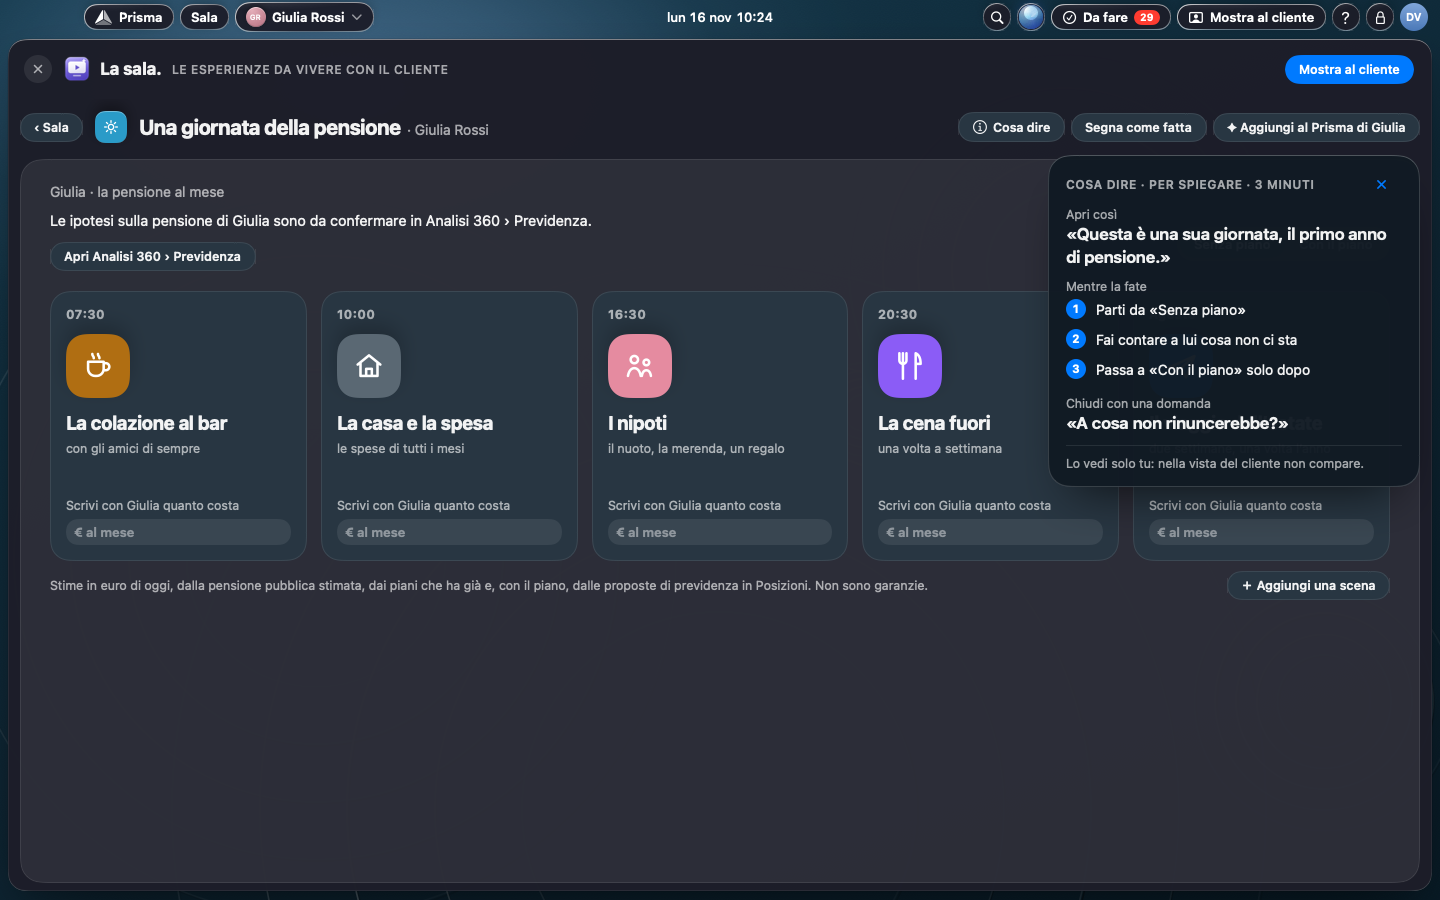 Prisma
Sala
GR Giulia Rossi
lun 16 nov 10:24
Da fare 29
Mostra al cliente
?
DV
La sala. LE ESPERIENZE DA VIVERE CON IL CLIENTE
Mostra al cliente
‹ Sala
Una giornata della pensione · Giulia Rossi
Cosa dire
Segna come fatta
Aggiungi al Prisma di Giulia
Giulia · la pensione al mese
Le ipotesi sulla pensione di Giulia sono da confermare in Analisi 360 › Previdenza.
Apri Analisi 360 › Previdenza
07:30
La colazione al bar
con gli amici di sempre
Scrivi con Giulia quanto costa
€ al mese
10:00
La casa e la spesa
le spese di tutti i mesi
Scrivi con Giulia quanto costa
€ al mese
16:30
I nipoti
il nuoto, la merenda, un regalo
Scrivi con Giulia quanto costa
€ al mese
20:30
La cena fuori
una volta a settimana
Scrivi con Giulia quanto costa
€ al mese
Scrivi con Giulia quanto costa
€ al mese
COSA DIRE · PER SPIEGARE · 3 MINUTI
Apri così
«Questa è una sua giornata, il primo anno
di pensione.»
Mentre la fate
1 Parti da «Senza piano»
2 Fai contare a lui cosa non ci sta
3 Passa a «Con il piano» solo dopo
Chiudi con una domanda
«A cosa non rinuncerebbe?»
Lo vedi solo tu: nella vista del cliente non compare.
Stime in euro di oggi, dalla pensione pubblica stimata, dai piani che ha già e, con il piano, dalle proposte di previdenza in Posizioni. Non sono garanzie.
+ Aggiungi una scena